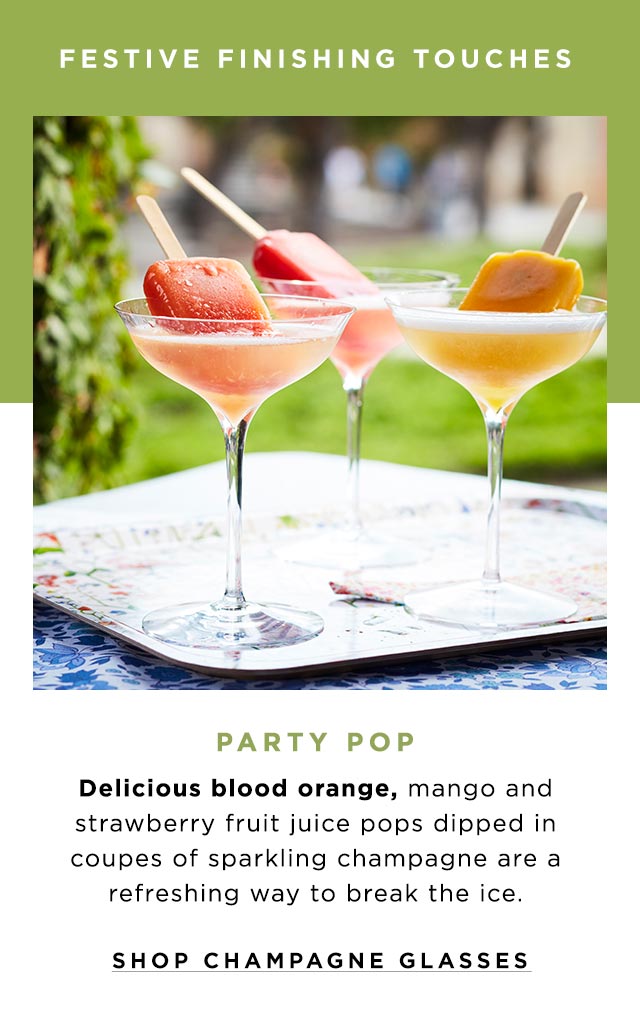 FESTIVE FINISHING TOUCHES
PARTY POP
Delicious blood orange, mango and
strawberry fruit juice pops dipped in
coupes of sparkling champagne are a
refreshing way to break the ice.
SHOP CHAMPAGNE GLASSES